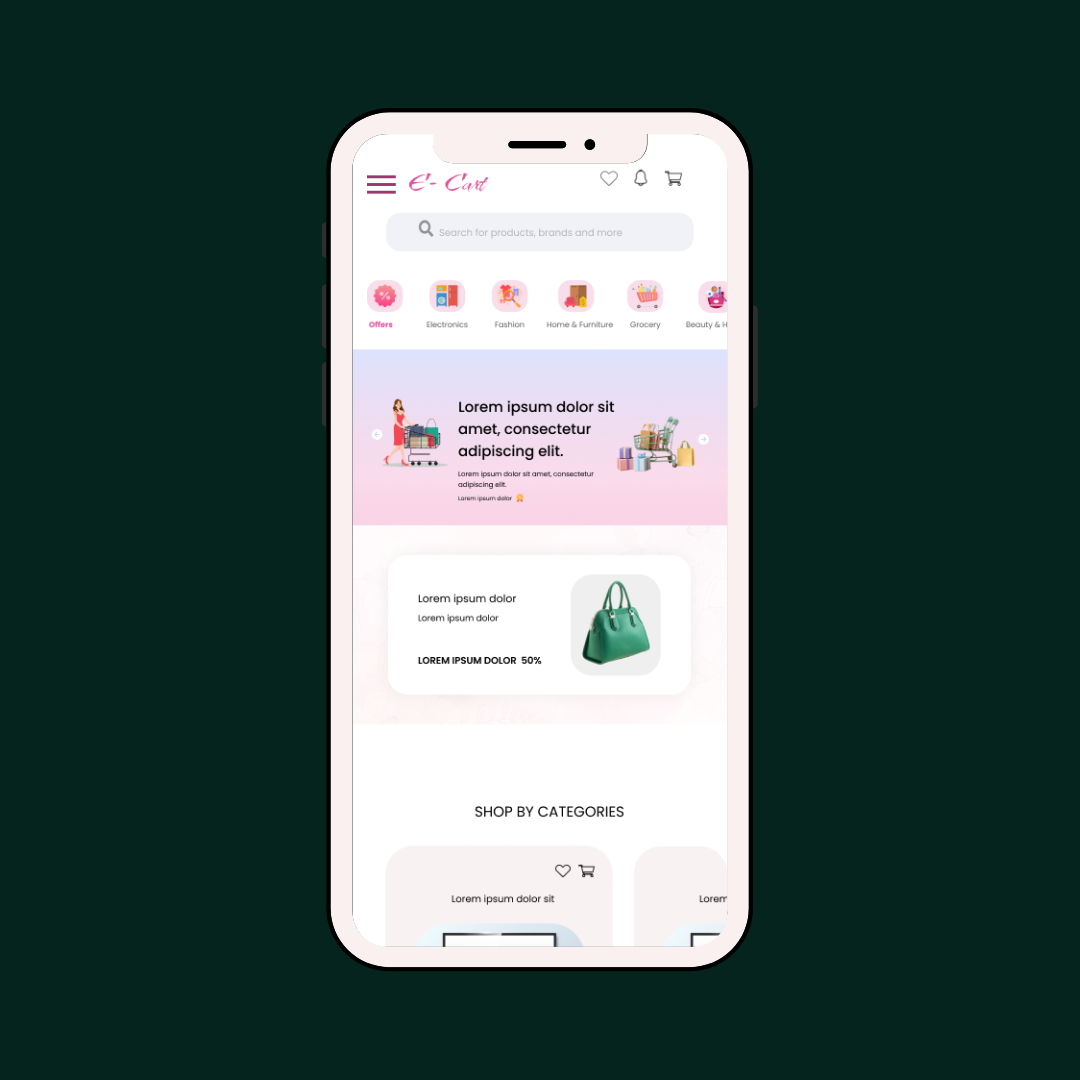 E- Cart
Search for products, brands and more
%
Offers
Electronics
Fashion
Home & Furniture
Grocery
Beauty & H
Lorem ipsum dolor sit
amet, consectetur
adipiscing elit.
Lorem ipsum dolor sit amet, consectetur
adipiscing elit.
Lorem ipsum dolor
Lorem ipsum dolor
Lorem ipsum dolor
LOREM IPSUM DOLOR 50%
SHOP BY CATEGORIES
Lorem ipsum dolor sit
Lorem